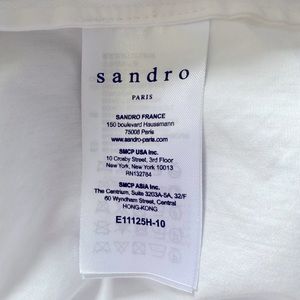 sandro
PARIS
SANDRO FRANCE
150 boulevard Haussmann
75008 Paris
www.sandro-paris.com
SMCP USA Inc.
10 Crosby Street, 3rd Floor
New York, New York 10013
RN132784
SMCP ASIA Inc.
The Centrium, Suite 3203A-5A, 32/F
60 Wyndham Street, Central
HONG-KONG
E11125H-10